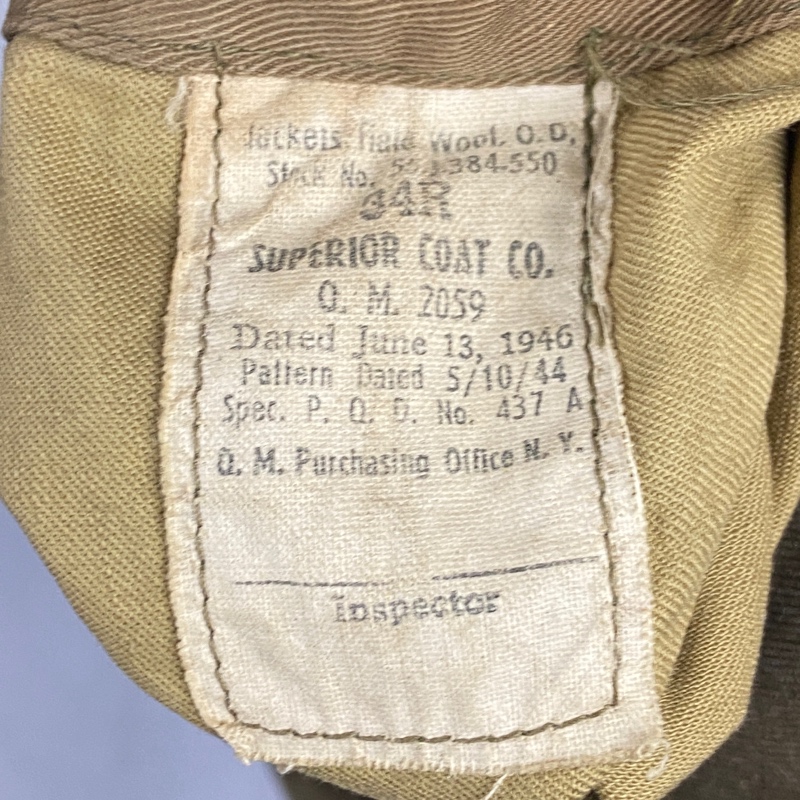 Jackets Field Wool, O.D.
Stock No. 384-550
34R
SUPERIOR COAT CO.
Q. M. 2059
Dated June 13, 1946
Pattern Dated 5/10/44
Spec. P. Q. D. No. 437 A
Q. M. Purchasing Office N. Y.
Inspector